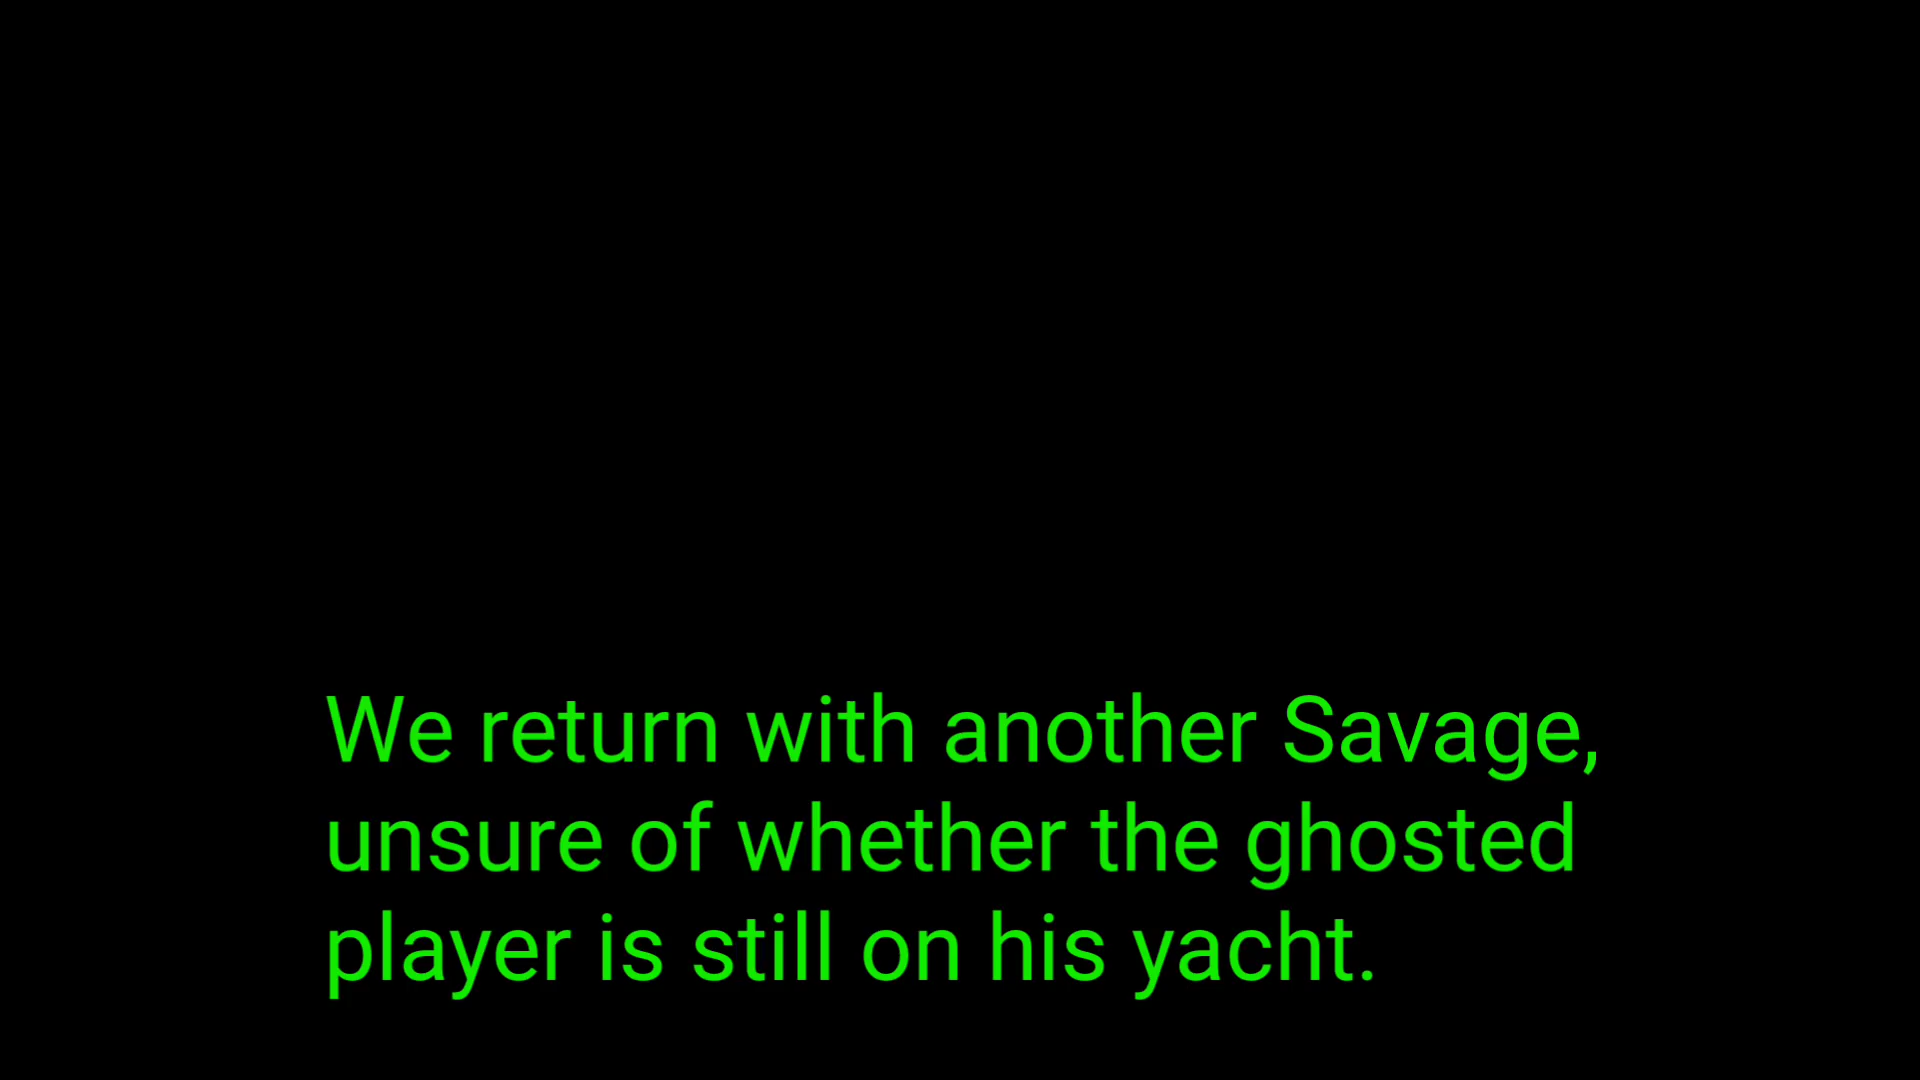 We return with another Savage,
unsure of whether the ghosted
player is still on his yacht.